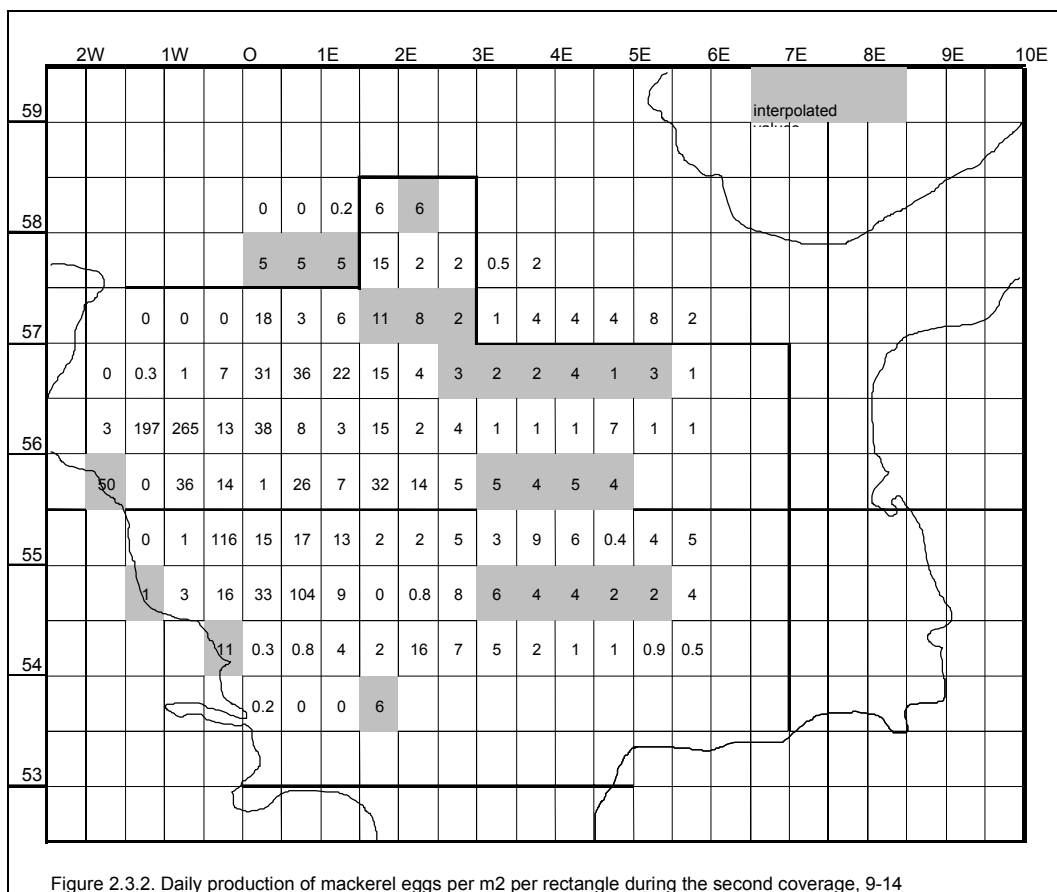 2W 1W O 1E 2E 3E 4E 5E 6E 7E 8E 9E 10E
59
interpolated
58
0 0 0.2 6 6
5 5 5 15 2 2 0.5 2
57
0 0 0 18 3 6 11 8 2 1 4 4 4 8 2
0 0.3 1 7 31 36 22 15 4 3 2 2 4 1 3 1
56
3 197 265 13 38 8 3 15 2 4 1 1 1 7 1 1
50 0 36 14 1 26 7 32 14 5 5 4 5 4
55
0 1 116 15 17 13 2 2 5 3 9 6 0.4 4 5
1 3 16 33 104 9 0 0.8 8 6 4 4 2 2 4
54
11 0.3 0.8 4 2 16 7 5 2 1 1 0.9 0.5
0.2 0 0 6
53
Figure 2.3.2. Daily production of mackerel eggs per m2 per rectangle during the second coverage, 9-14